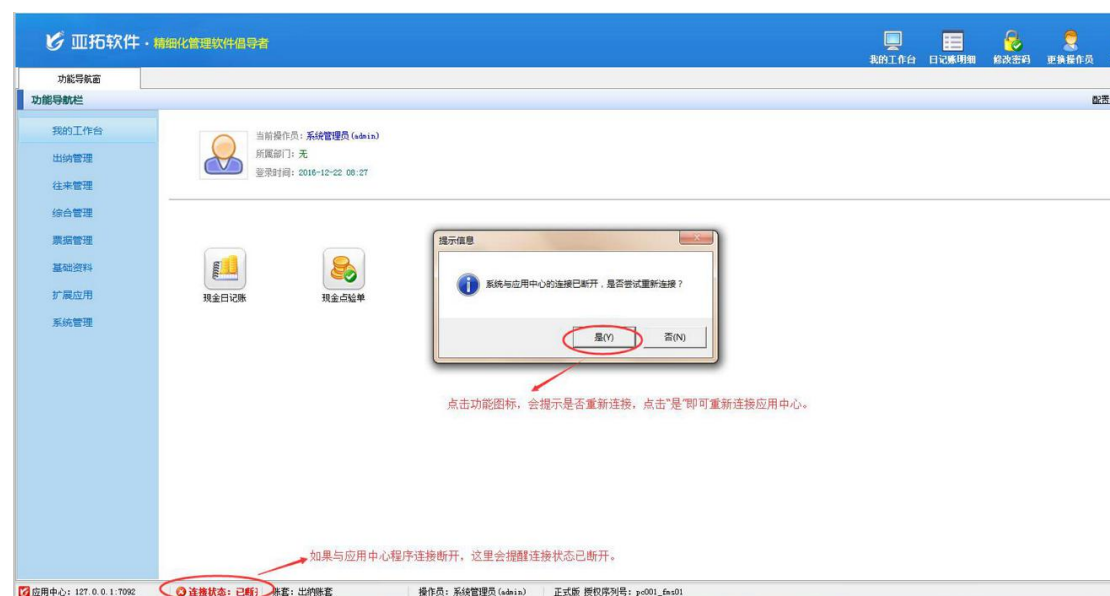 亚拓软件·精细化管理软件倡导者
我的工作台 日记账明细 修改密码 更换操作员
功能导航窗
功能导航栏
我的工作台
出纳管理
往来管理
综合管理
票据管理
基础资料
扩展应用
系统管理
当前操作员：系统管理员(admin)
所属部门：无
登录时间：2016-12-22 08:27
现金日记账 现金点验单
提示信息
系统与应用中心的连接已断开，是否尝试重新连接？
是(Y) 否(N)
点击功能图标，会提示是否重新连接，点击"是"即可重新连接应用中心。
如果与应用中心程序连接断开，这里会提醒连接状态已断开。
应用中心：127.0.0.1:7092 连接状态：已断 账套：出纳账套 操作员：系统管理员(admin) 正式版 授权序列号：pc001_fms01